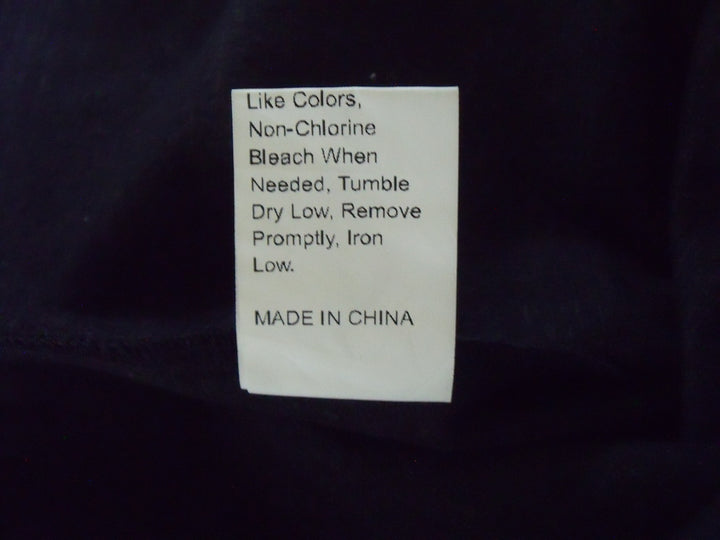 Like Colors,
Non-Chlorine
Bleach When
Needed, Tumble
Dry Low, Remove
Promptly, Iron
Low.
MADE IN CHINA